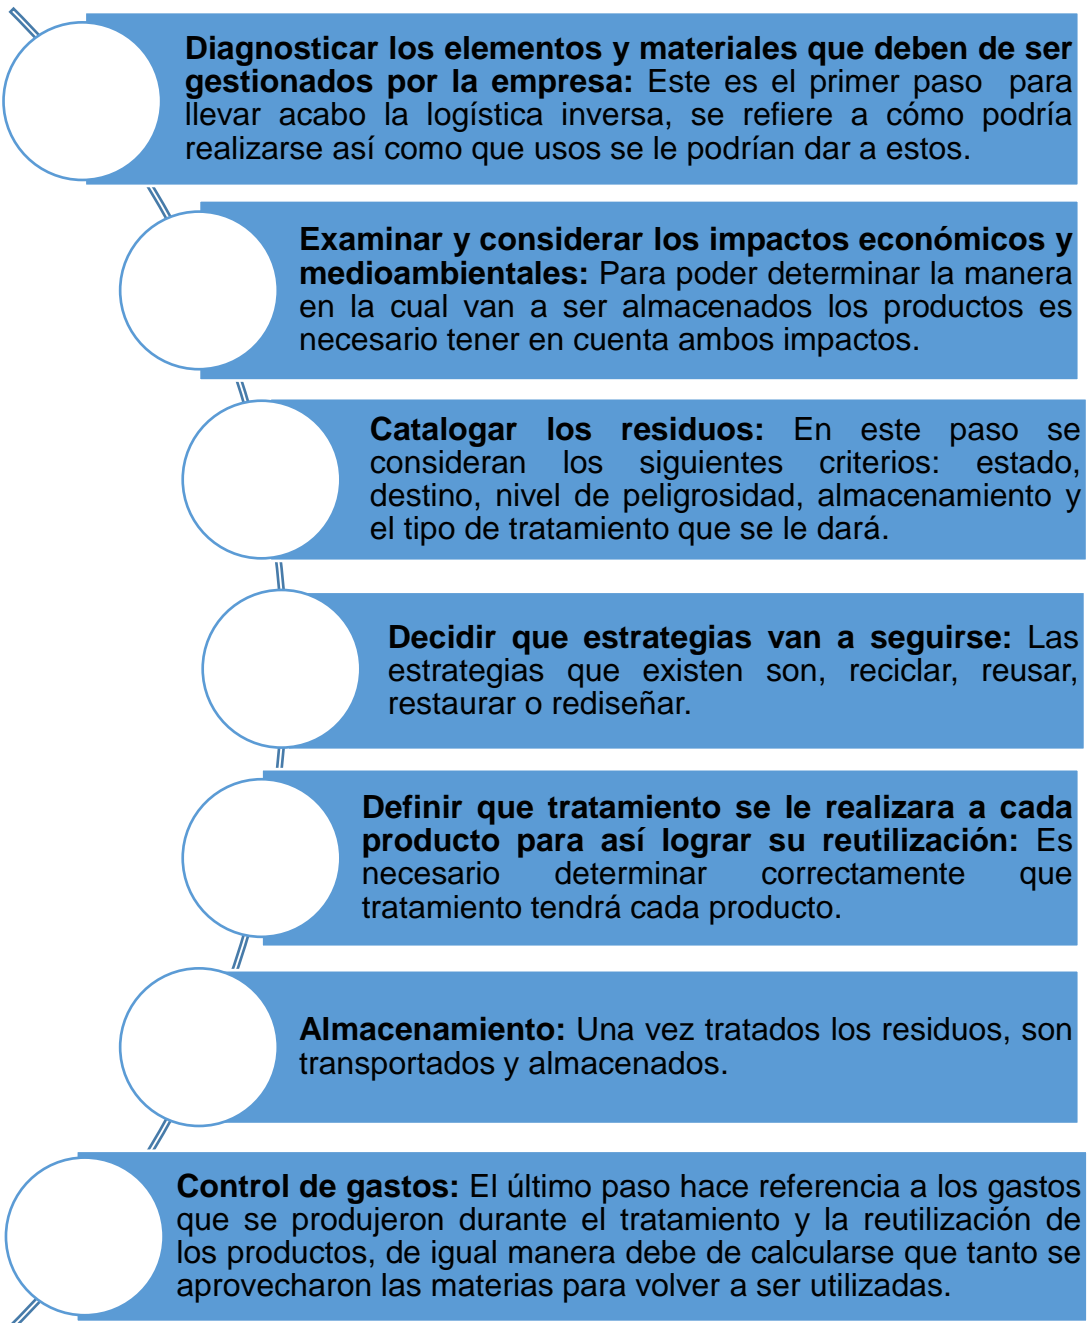 Diagnosticar los elementos y materiales que deben de ser
gestionados por la empresa: Este es el primer paso para
llevar acabo la logística inversa, se refiere a cómo podría
realizarse así como que usos se le podrían dar a estos.
Examinar y considerar los impactos económicos y
medioambientales: Para poder determinar la manera
en la cual van a ser almacenados los productos es
necesario tener en cuenta ambos impactos.
Catalogar los residuos: En este paso se
consideran los siguientes criterios: estado,
destino, nivel de peligrosidad, almacenamiento y
el tipo de tratamiento que se le dará.
Decidir que estrategias van a seguirse: Las
estrategias que existen son, reciclar, reusar,
restaurar o rediseñar.
Definir que tratamiento se le realizara a cada
producto para así lograr su reutilización: Es
necesario determinar correctamente que
tratamiento tendrá cada producto.
Almacenamiento: Una vez tratados los residuos, son
transportados y almacenados.
Control de gastos: El último paso hace referencia a los gastos
que se produjeron durante el tratamiento y la reutilización de
los productos, de igual manera debe de calcularse que tanto se
aprovecharon las materias para volver a ser utilizadas.